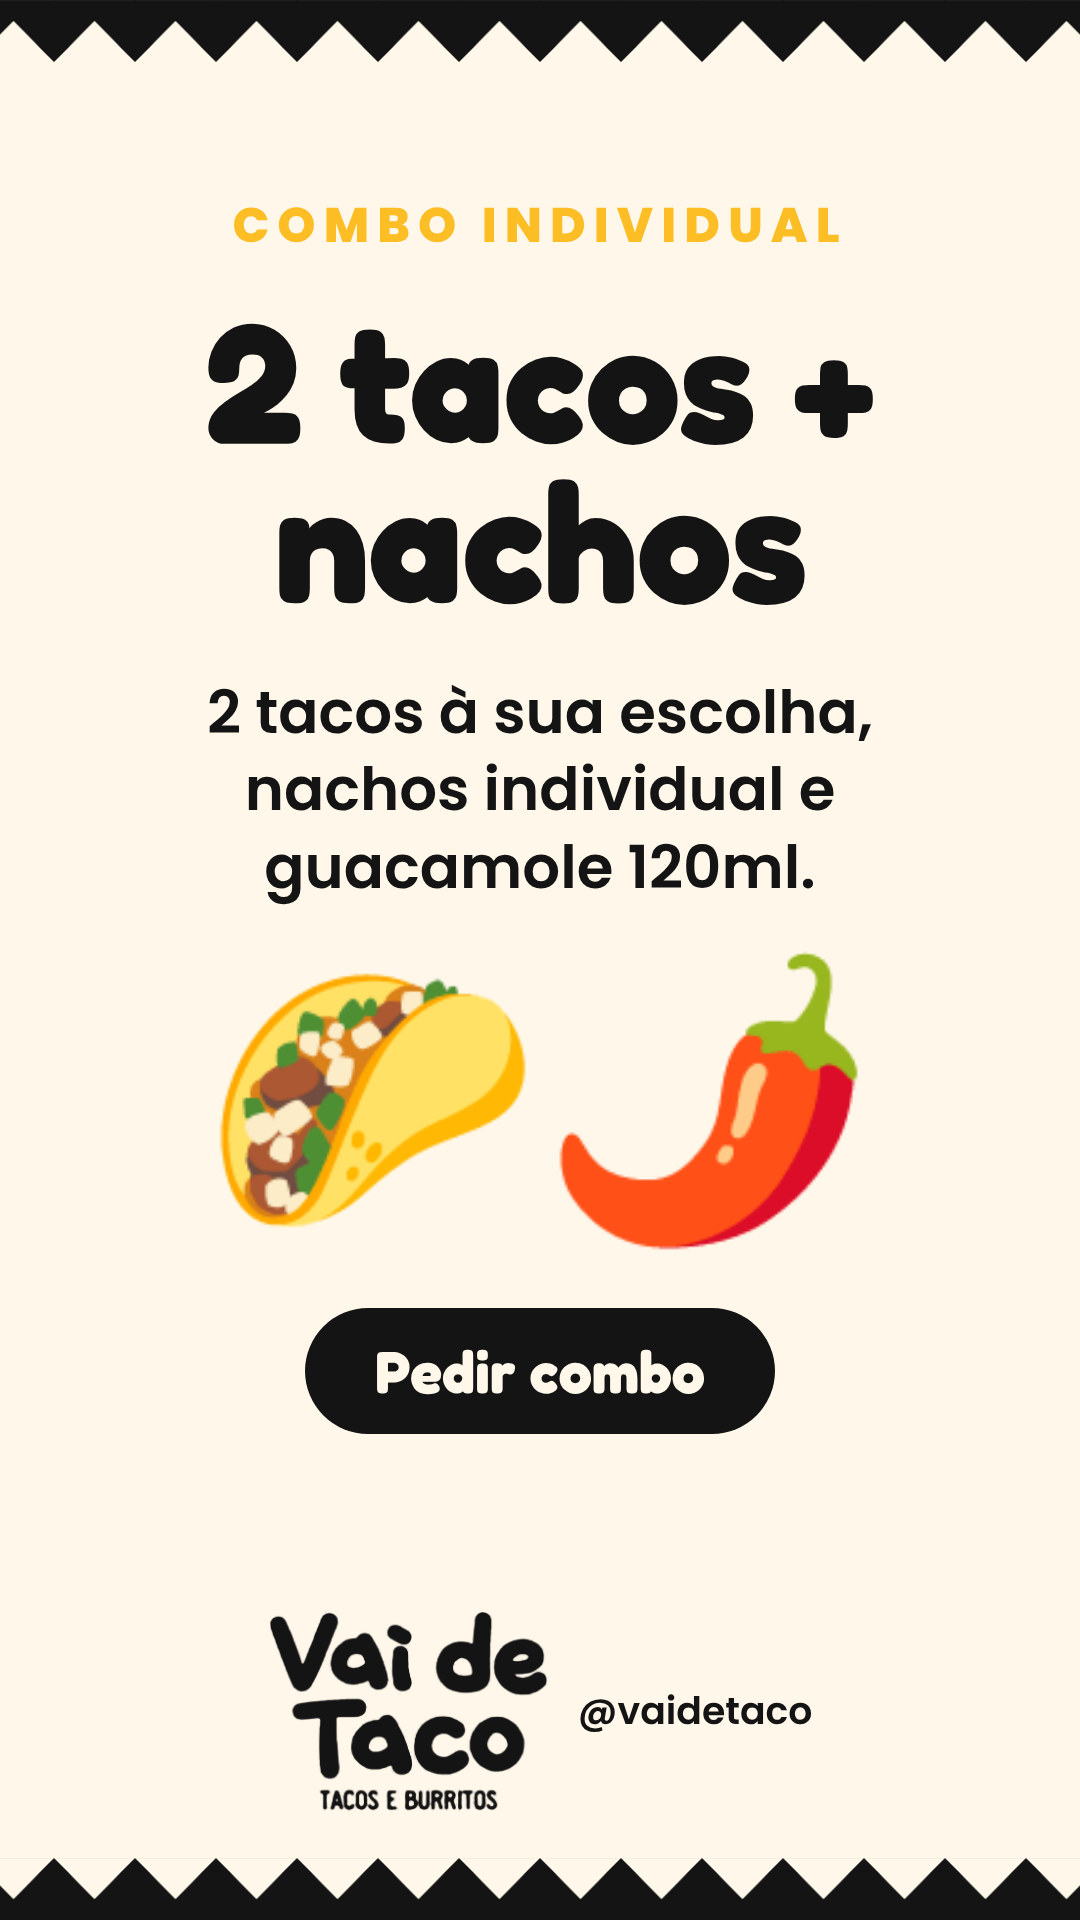 COMBO INDIVIDUAL
2 tacos +
nachos
2 tacos à sua escolha,
nachos individual e
guacamole 120ml.
Pedir combo
Vai de
Taco
TACOS E BURRITOS
@vaidetaco